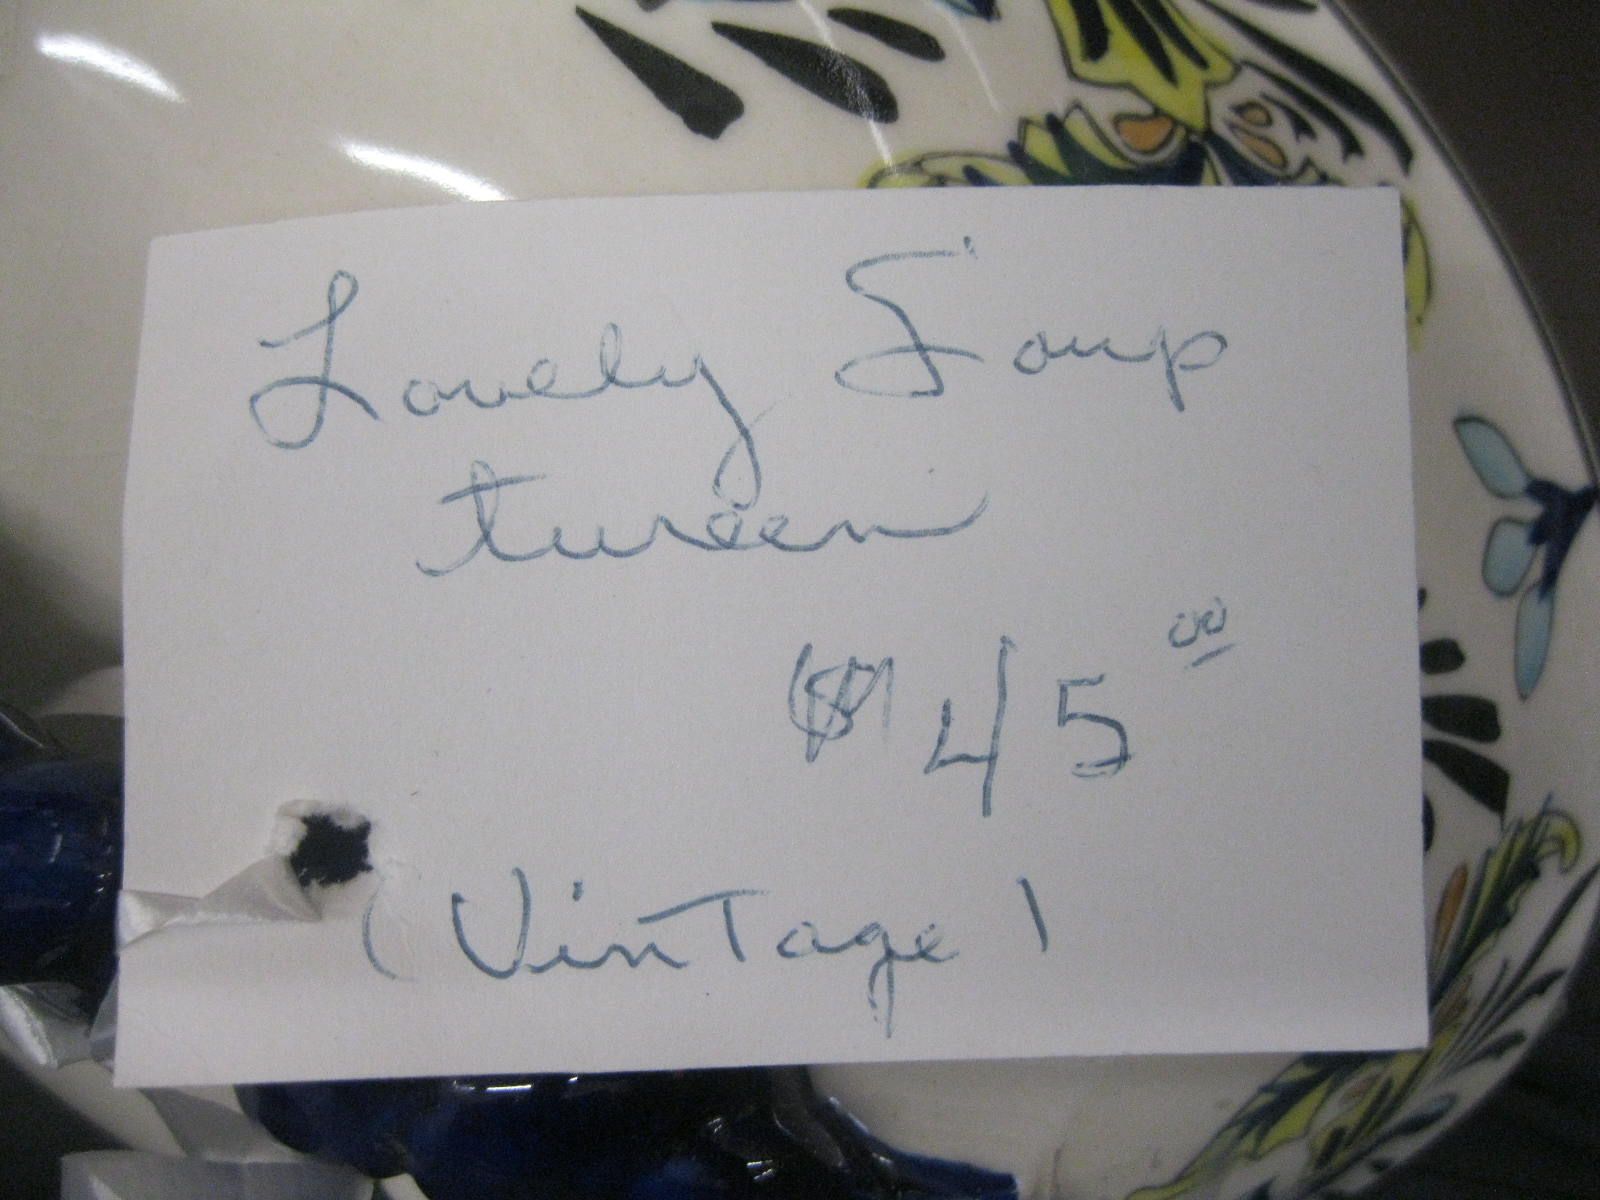 Lovely Soup
tureen
$45.00
(Vintage)